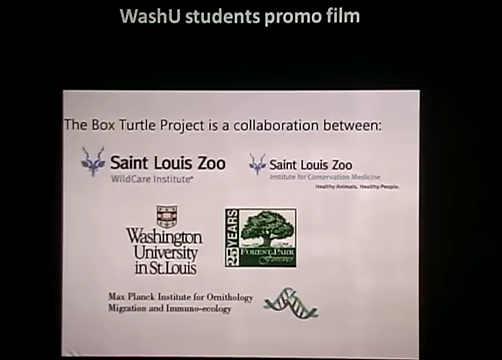 WashU students promo film
The Box Turtle Project is a collaboration between:
Saint Louis Zoo
WildCare Institute®
Saint Louis Zoo
Institute for Conservation Medicine
Healthy Animals. Healthy People.
Washington
University
in St. Louis
25 YEARS
FOREST PARK
Forever
Max Planck Institute for Ornithology
Migration and Immuno-ecology